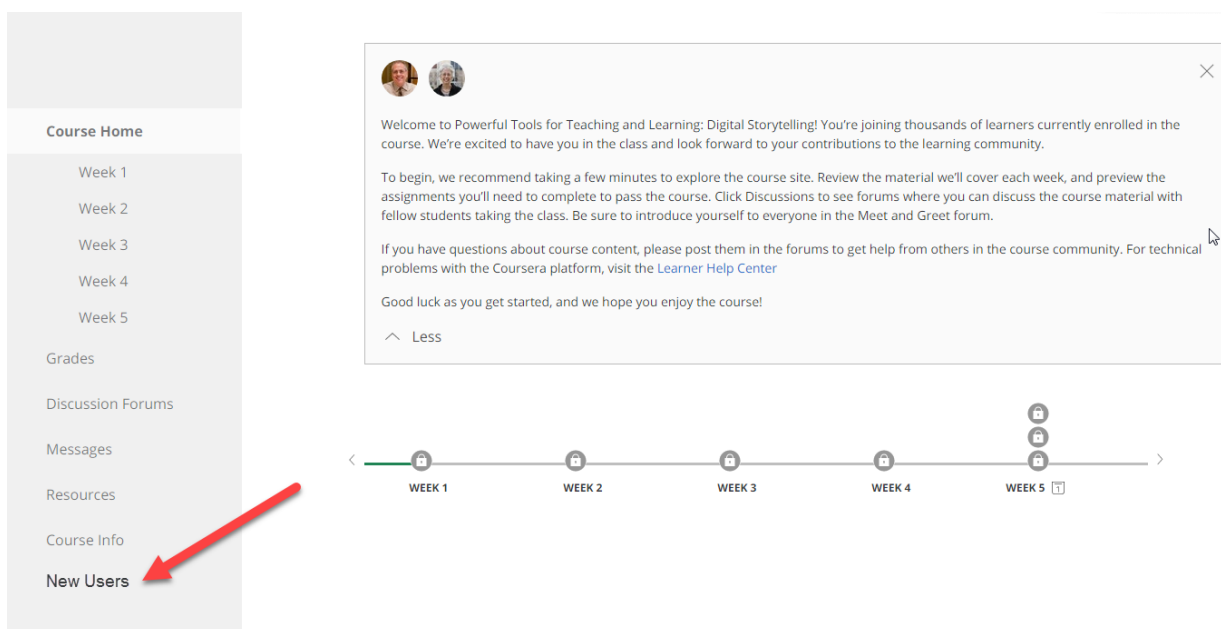 Course Home
Week 1
Week 2
Week 3
Week 4
Week 5
Grades
Discussion Forums
Messages
Resources
Course Info
New Users
Welcome to Powerful Tools for Teaching and Learning: Digital Storytelling! You're joining thousands of learners currently enrolled in the
course. We're excited to have you in the class and look forward to your contributions to the learning community.
To begin, we recommend taking a few minutes to explore the course site. Review the material we'll cover each week, and preview the
assignments you'll need to complete to pass the course. Click Discussions to see forums where you can discuss the course material with
fellow students taking the class. Be sure to introduce yourself to everyone in the Meet and Greet forum.
If you have questions about course content, please post them in the forums to get help from others in the course community. For technical
problems with the Coursera platform, visit the Learner Help Center
Good luck as you get started, and we hope you enjoy the course!
Less
WEEK 1 WEEK 2 WEEK 3 WEEK 4 WEEK 5 1